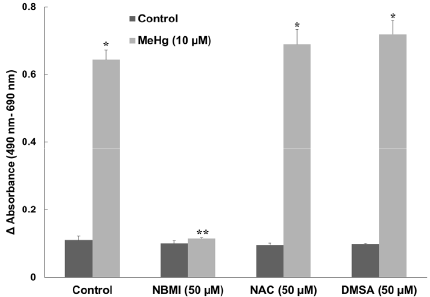 Control
MeHg (10 µM)
Δ Absorbance (490 nm- 690 nm)
0.8
0.6
0.4
0.2
0
*
**
*
*
Control
NBMI (50 µM)
NAC (50 µM)
DMSA (50 µM)